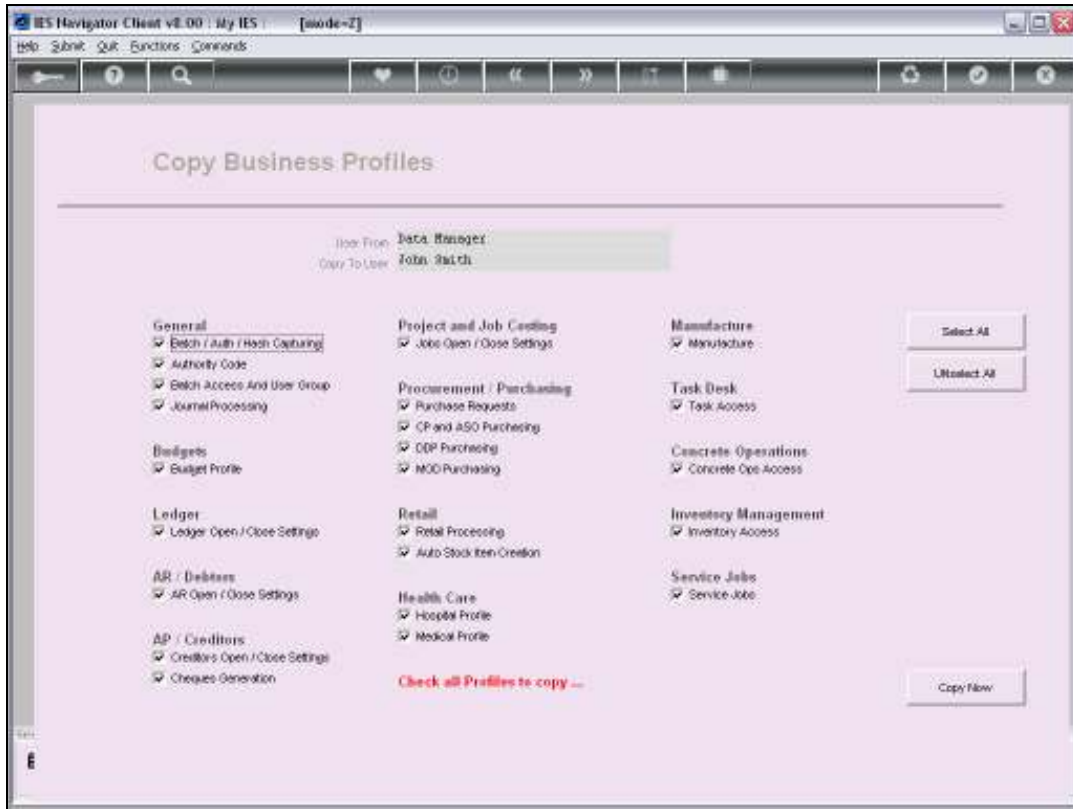 IES Navigator Client v8.00 : My IES : [mode=Z]
Help Submit Quit Functions Commands
Copy Business Profiles
User From Data Manager
Copy To User John Smith
General
Batch / Auth / Hash Capturing
Authority Code
Batch Access And User Group
Journal Processing
Budgets
Budget Profile
Ledger
Ledger Open / Close Settings
AR / Debtors
AR Open / Close Settings
AP / Creditors
Creditors Open / Close Settings
Cheques Generation
Project and Job Costing
Jobs Open / Close Settings
Procurement / Purchasing
Purchase Requests
CP and ASO Purchasing
ODP Purchasing
MOD Purchasing
Retail
Retail Processing
Auto Stock Item Creation
Health Care
Hospital Profile
Medical Profile
Check all Profiles to copy ...
Manufacture
Manufacture
Task Desk
Task Access
Concrete Operations
Concrete Ops Access
Inventory Management
Inventory Access
Service Jobs
Service Jobs
Select All
UNselect All
Copy Now